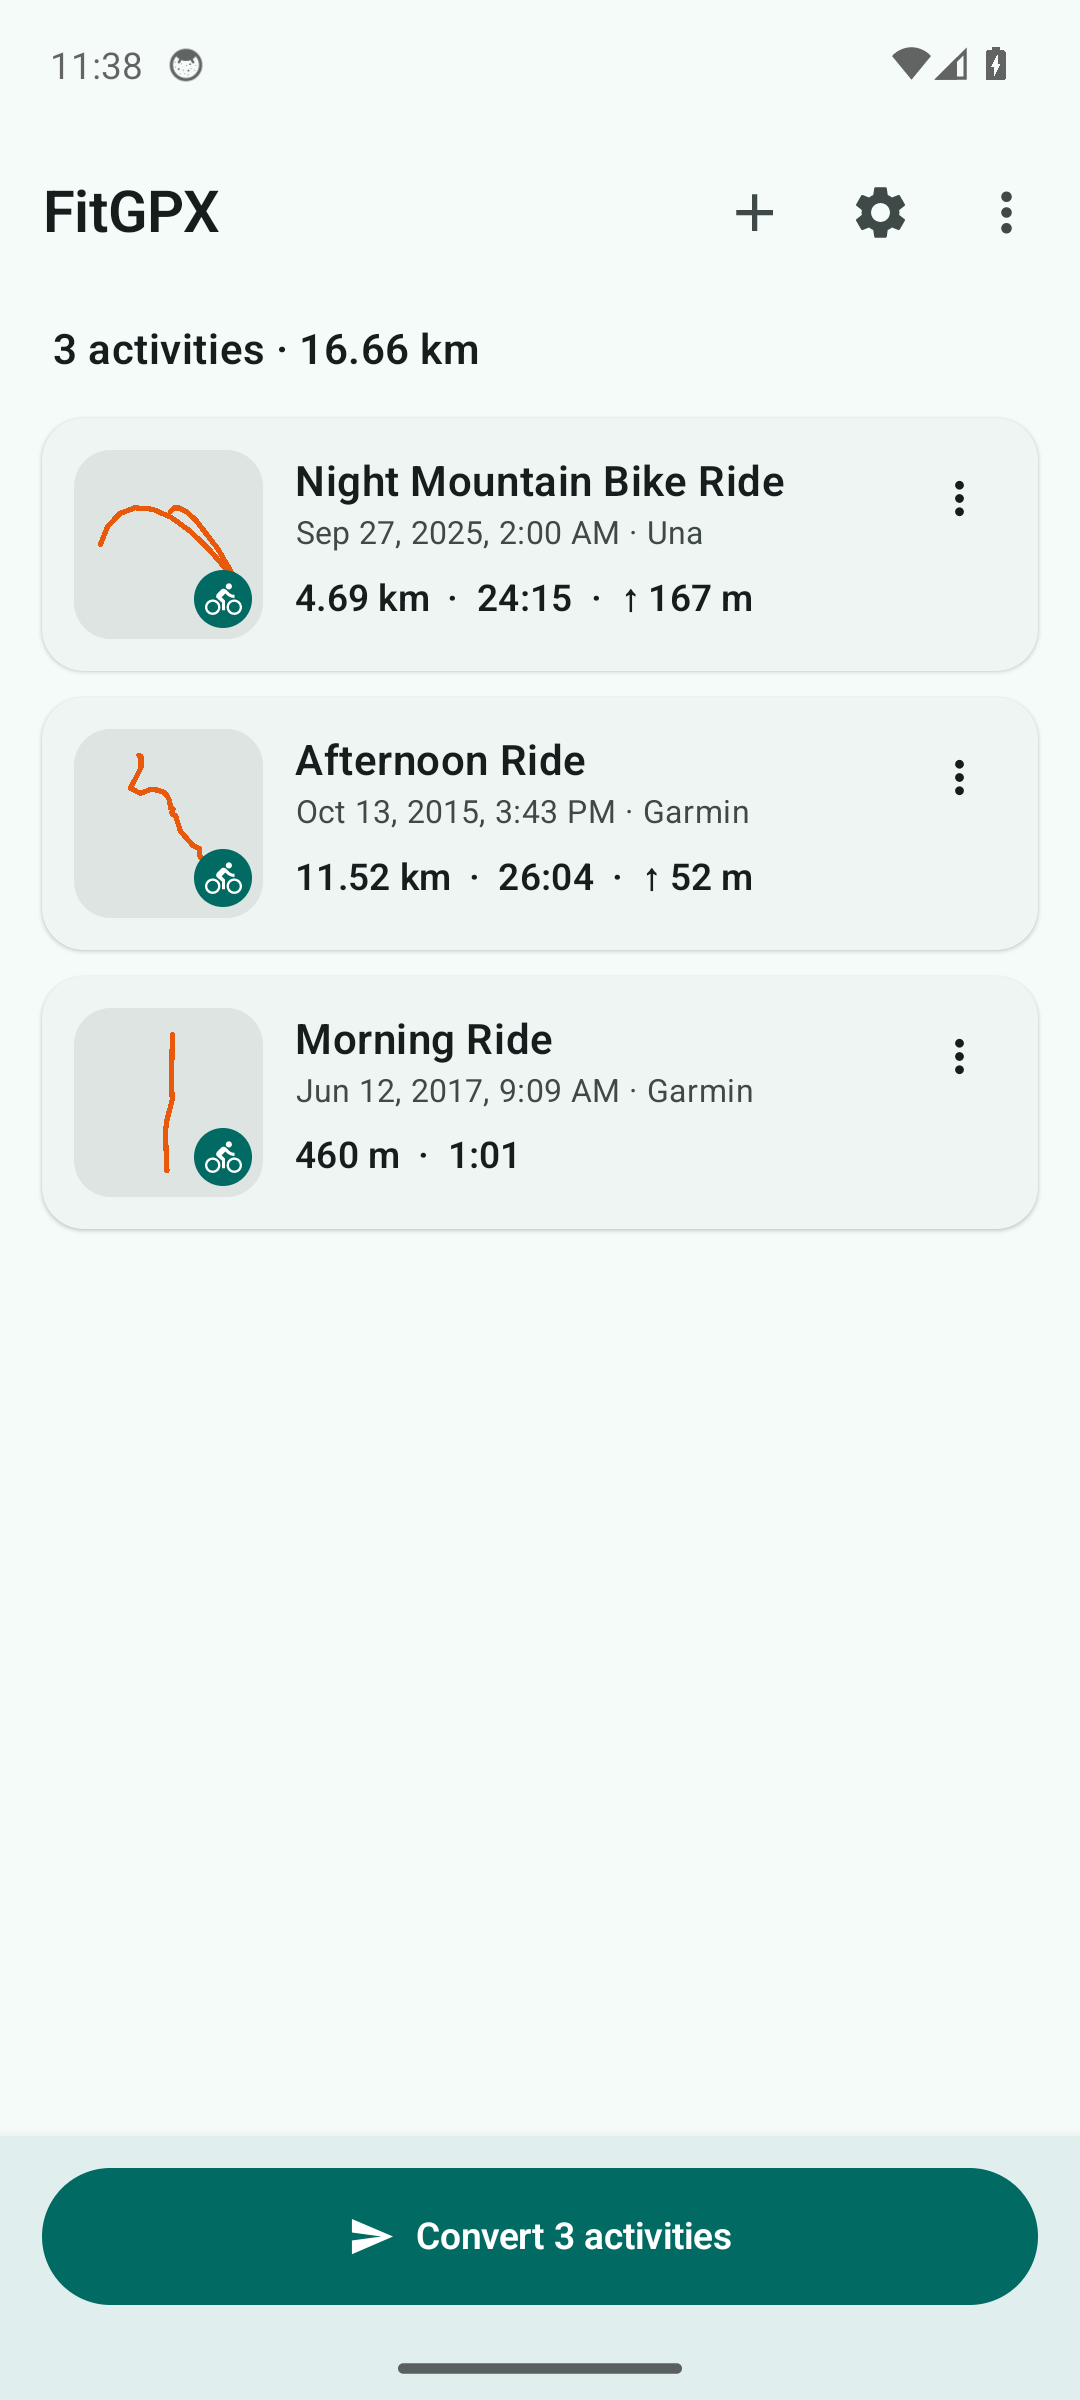 11:38
FitGPX
3 activities · 16.66 km
Night Mountain Bike Ride
Sep 27, 2025, 2:00 AM · Una
4.69 km · 24:15 · ↑ 167 m
Afternoon Ride
Oct 13, 2015, 3:43 PM · Garmin
11.52 km · 26:04 · ↑ 52 m
Morning Ride
Jun 12, 2017, 9:09 AM · Garmin
460 m · 1:01
Convert 3 activities